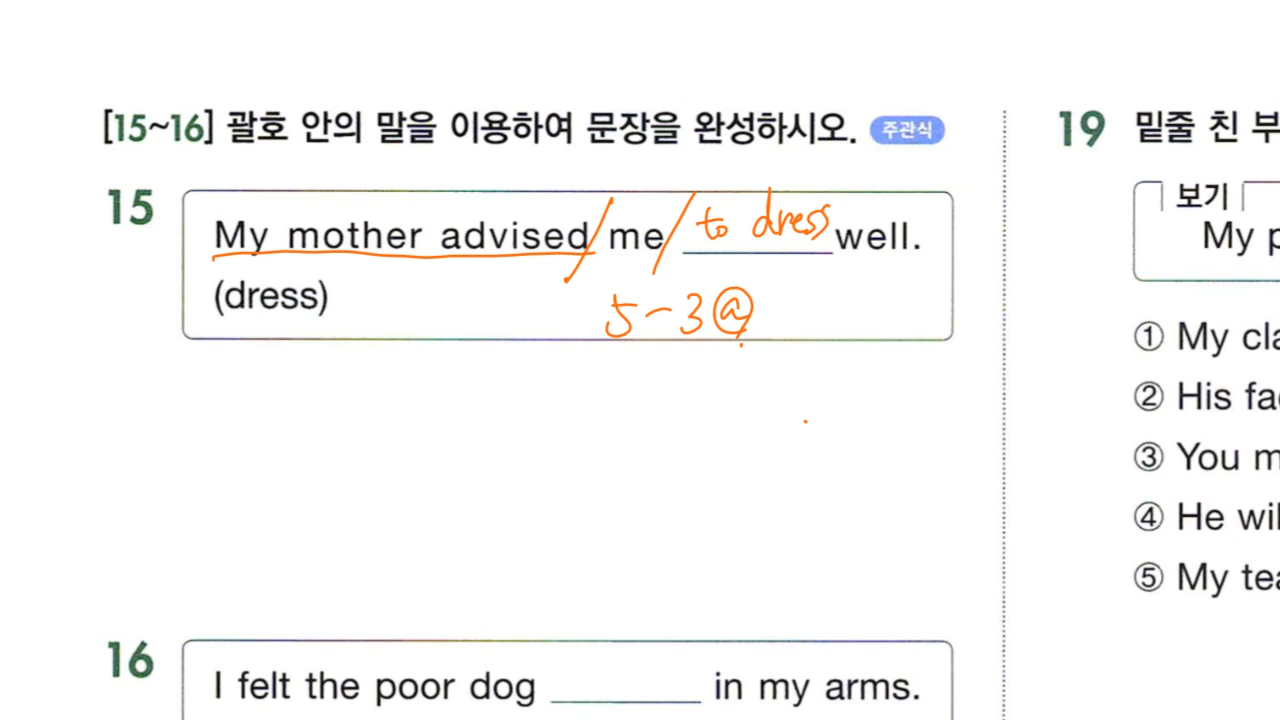 [15~16] 괄호 안의 말을 이용하여 문장을 완성하시오. 주관식
15
My mother advised / me / to dress well.
(dress)
5-3@
16
I felt the poor dog ________ in my arms.
19 밑줄 친 부
보기
My p
① My cla
② His fac
③ You m
④ He wil
⑤ My tea